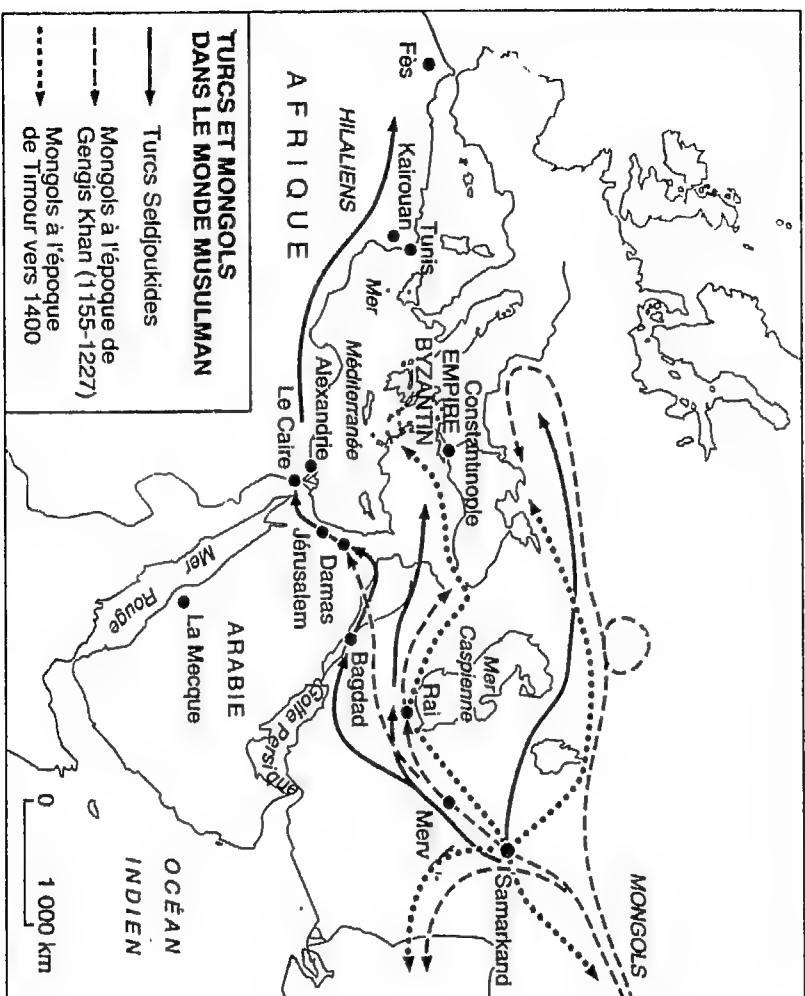 TURCS ET MONGOLS
DANS LE MONDE MUSULMAN
Turcs Seldjoukides
Mongols à l'époque de
Gengis Khan (1155-1227)
Mongols à l'époque
de Timour vers 1400
MONGOLS
Samarkand
Merv
Mer
Caspienne
Rai
Constantinople
EMPIRE
BYZANTIN
Mer
Méditerranée
Fès
Tunis
Kairouan
HILALIENS
AFRIQUE
Alexandrie
Le Caire
Damas
Jérusalem
Bagdad
Golfe Persique
ARABIE
La Mecque
Mer
Rouge
OCÉAN
INDIEN
0 1 000 km